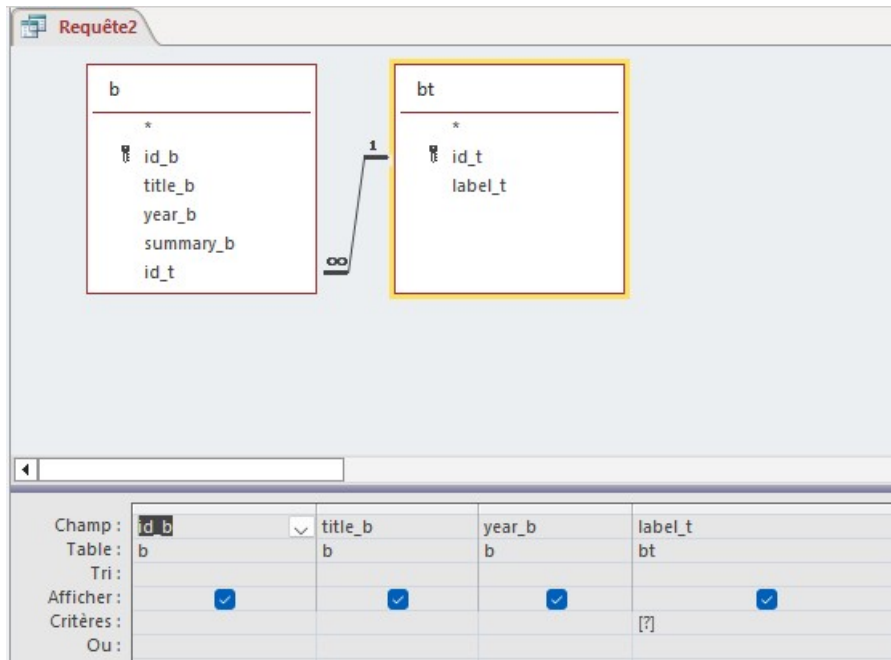 Requête2
b
*
id_b
title_b
year_b
summary_b
id_t
1
∞
bt
*
id_t
label_t
Champ : id_b title_b year_b label_t
Table : b b b bt
Tri :
Afficher :
Critères : [?]
Ou :